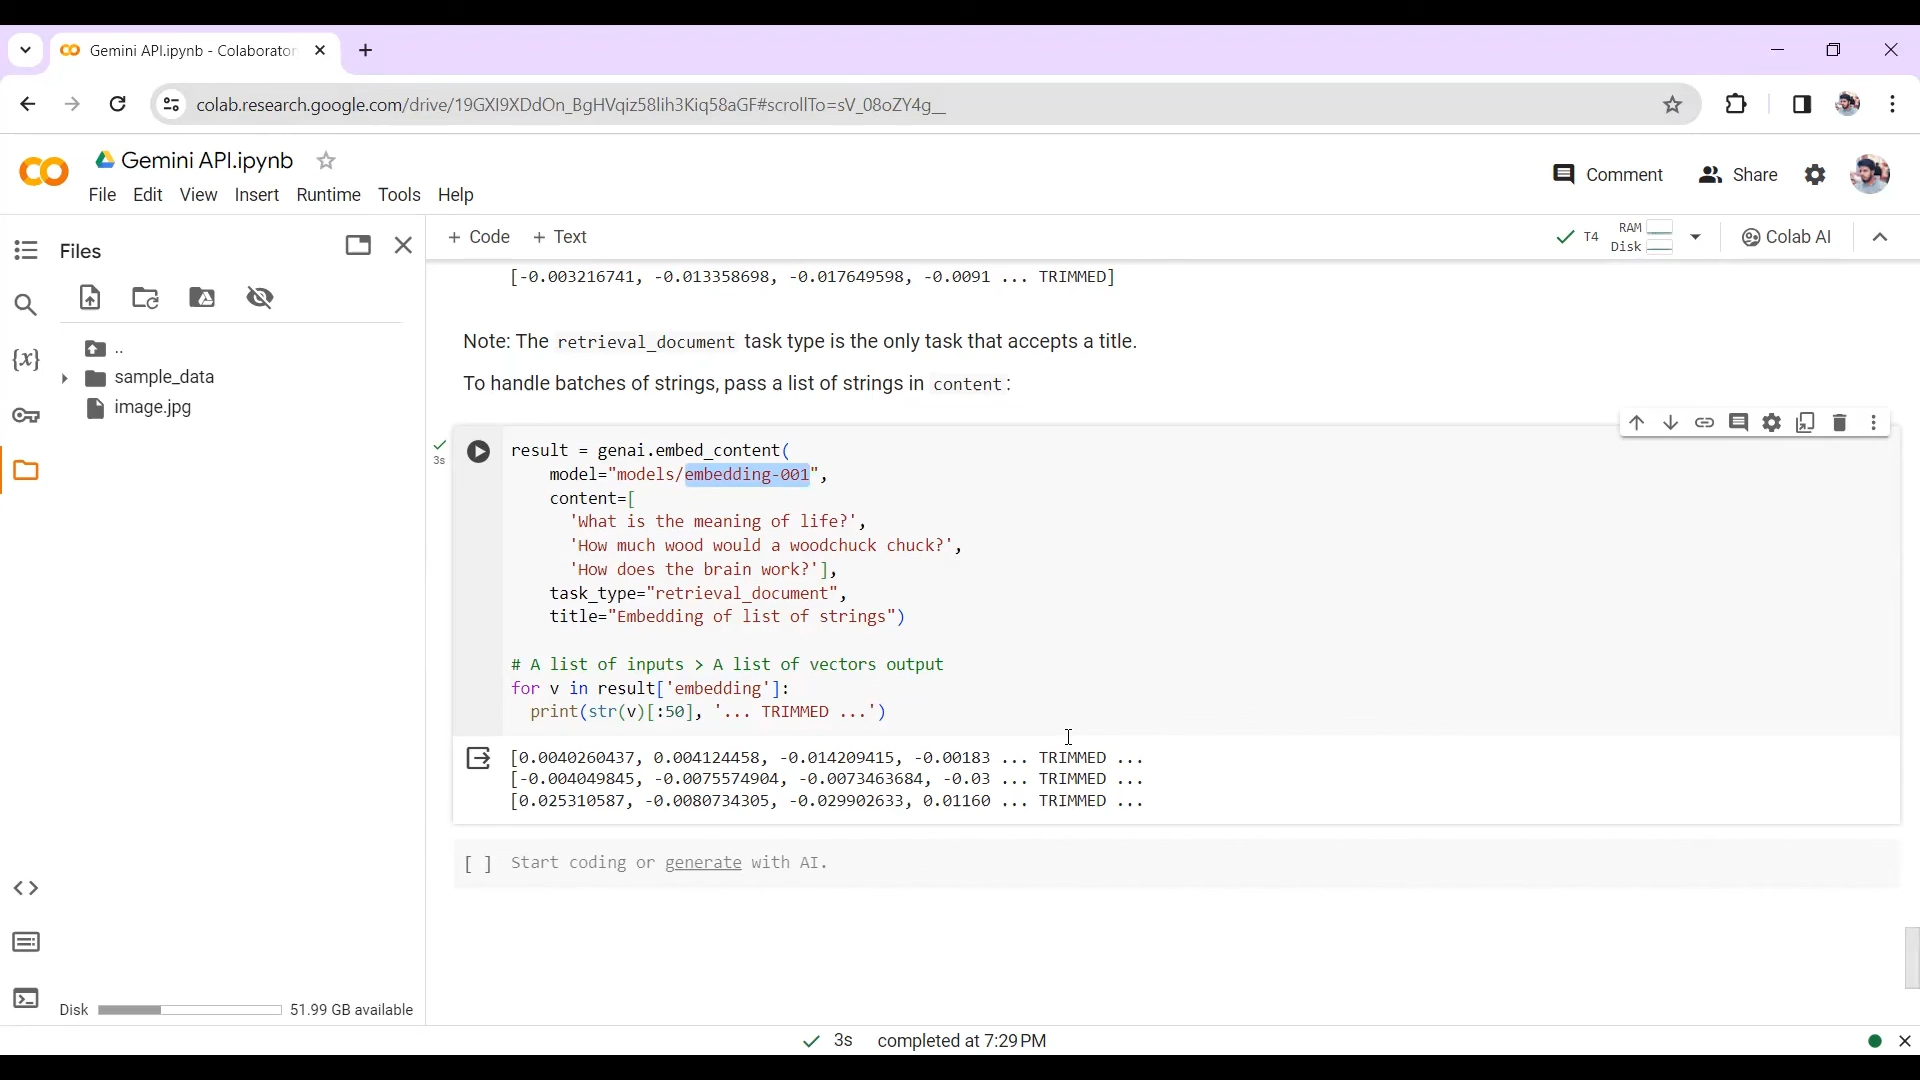 Gemini API.ipynb - Colaborator
colab.research.google.com/drive/19GXI9XDdOn_BgHVqiz58lih3Kiq58aGF#scrollTo=sV_08oZY4g__
Gemini API.ipynb
Comment Share
File Edit View Insert Runtime Tools Help
Files
+ Code + Text
T4 RAM Disk Colab AI
..
sample_data
image.jpg
Disk 51.99 GB available
[-0.003216741, -0.013358698, -0.017649598, -0.0091 ... TRIMMED]
Note: The retrieval_document task type is the only task that accepts a title.
To handle batches of strings, pass a list of strings in content:
3s
result = genai.embed_content(
    model="models/embedding-001",
    content=[
      'What is the meaning of life?',
      'How much wood would a woodchuck chuck?',
      'How does the brain work?'],
    task_type="retrieval_document",
    title="Embedding of list of strings")
# A list of inputs > A list of vectors output
for v in result['embedding']:
  print(str(v)[:50], '... TRIMMED ...')
[0.0040260437, 0.004124458, -0.014209415, -0.00183 ... TRIMMED ...
[-0.004049845, -0.0075574904, -0.0073463684, -0.03 ... TRIMMED ...
[0.025310587, -0.0080734305, -0.029902633, 0.01160 ... TRIMMED ...
[ ] Start coding or generate with AI.
3s completed at 7:29 PM